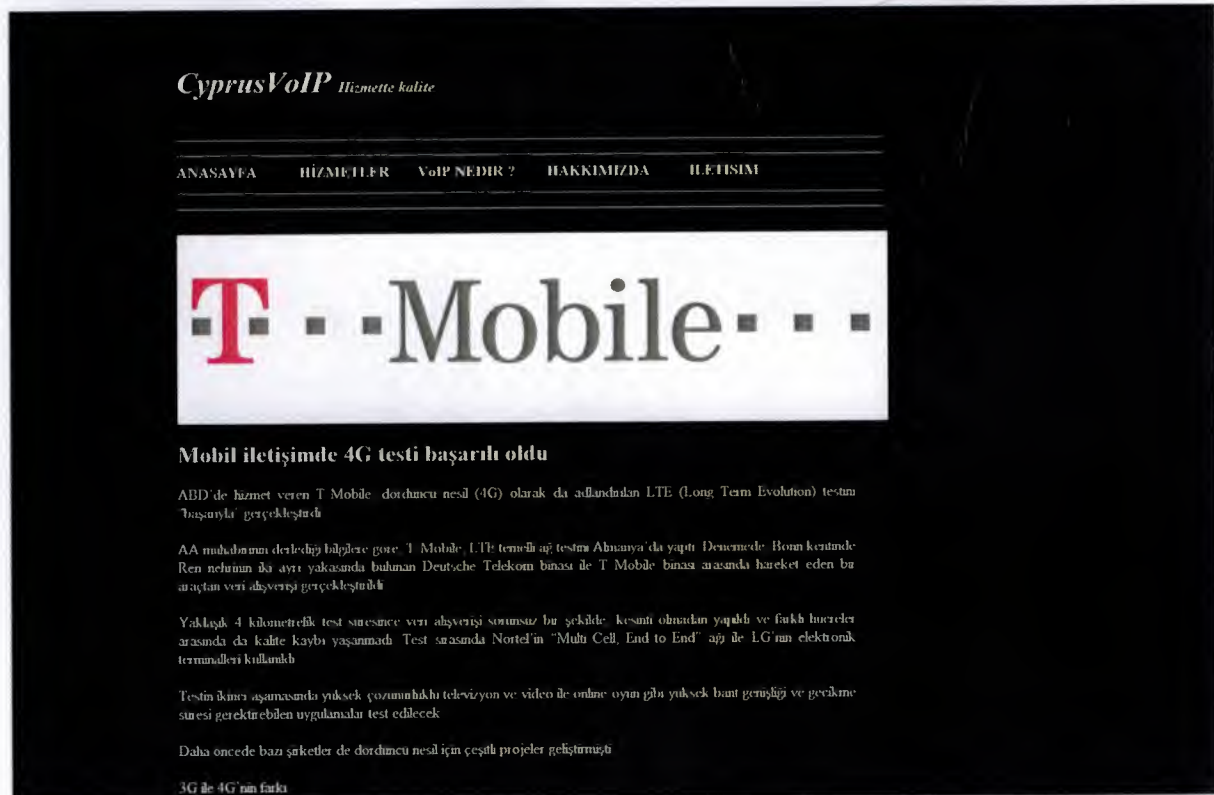 CyprusVoIP Hizmette kalite
ANASAYFA HİZMETLER VoIP NEDIR ? HAKKIMIZDA ILETISIM
T · · · Mobile · · ·
Mobil iletişimde 4G testi başarılı oldu
ABD'de hizmet veren T Mobile dördüncü nesil (4G) olarak da adlandırılan LTE (Long Term Evolution) testini
"başarıyla" gerçekleştirdi
AA muhabirinin derlediği bilgilere göre, T Mobile, LTE temelli ağ testini Almanya'da yaptı Denemede Bonn kentinde
Ren nehrinin iki ayrı yakasında bulunan Deutsche Telekom binası ile T Mobile binası arasında hareket eden bir
araçtan veri alışverişi gerçekleştirildi
Yaklaşık 4 kilometrelik test süresince veri alışverişi sorunsuz bir şekilde, kesinti olmadan yapıldı ve farklı hücreler
arasında da kalite kaybı yaşanmadı Test sırasında Nortel'in "Multi Cell, End to End" ağı ile LG'nin elektronik
terminalleri kullanıldı
Testin ikinci aşamasında yüksek çözünürlüklü televizyon ve video ile online oyun gibi yüksek bant genişliği ve gecikme
süresi gerektirebilen uygulamalar test edilecek
Daha öncede bazı şirketler de dördüncü nesil için çeşitli projeler geliştirmişti
3G ile 4G'nin farkı